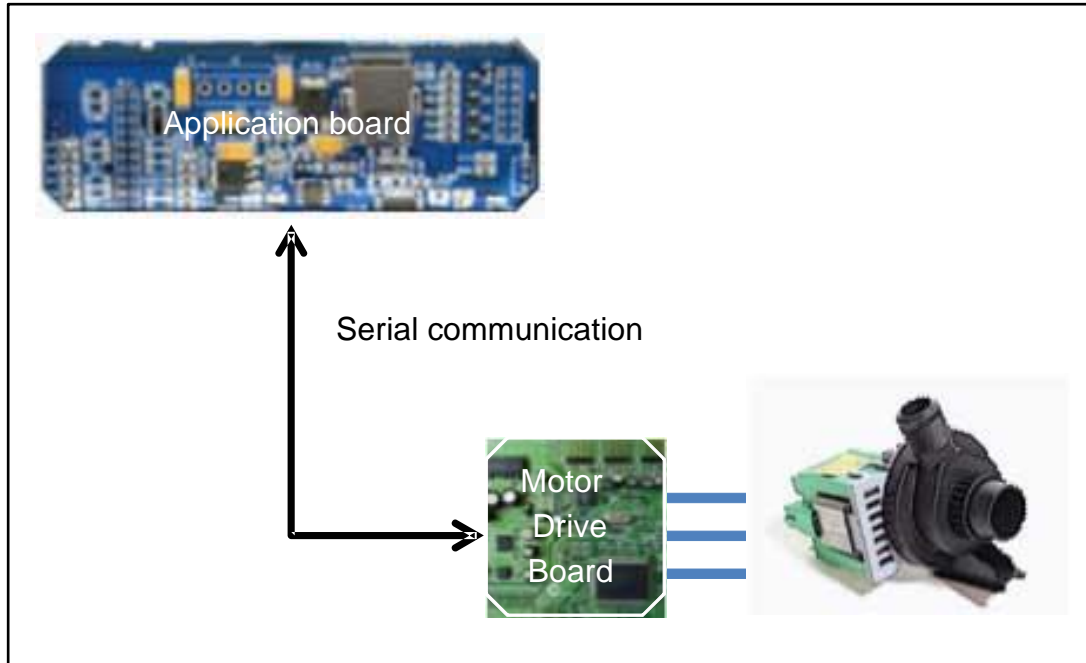 Application board
Serial communication
Motor
Drive
Board